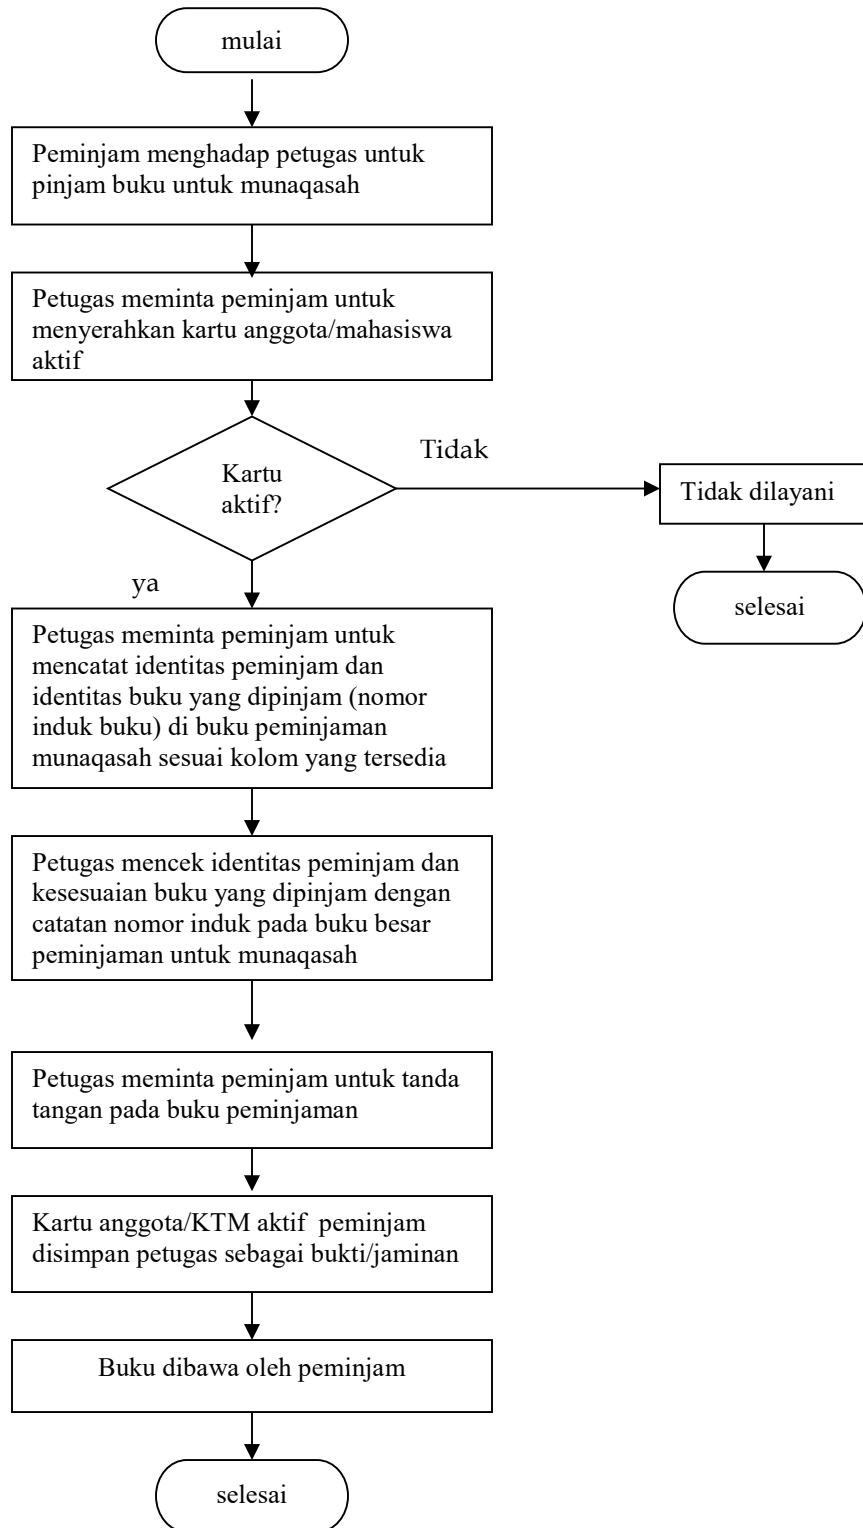 mulai
Peminjam menghadap petugas untuk
pinjam buku untuk munaqasah
Petugas meminta peminjam untuk
menyerahkan kartu anggota/mahasiswa
aktif
Kartu
aktif?
Tidak
Tidak dilayani
selesai
ya
Petugas meminta peminjam untuk
mencatat identitas peminjam dan
identitas buku yang dipinjam (nomor
induk buku) di buku peminjaman
munaqasah sesuai kolom yang tersedia
Petugas mencek identitas peminjam dan
kesesuaian buku yang dipinjam dengan
catatan nomor induk pada buku besar
peminjaman untuk munaqasah
Petugas meminta peminjam untuk tanda
tangan pada buku peminjaman
Kartu anggota/KTM aktif  peminjam
disimpan petugas sebagai bukti/jaminan
Buku dibawa oleh peminjam
selesai